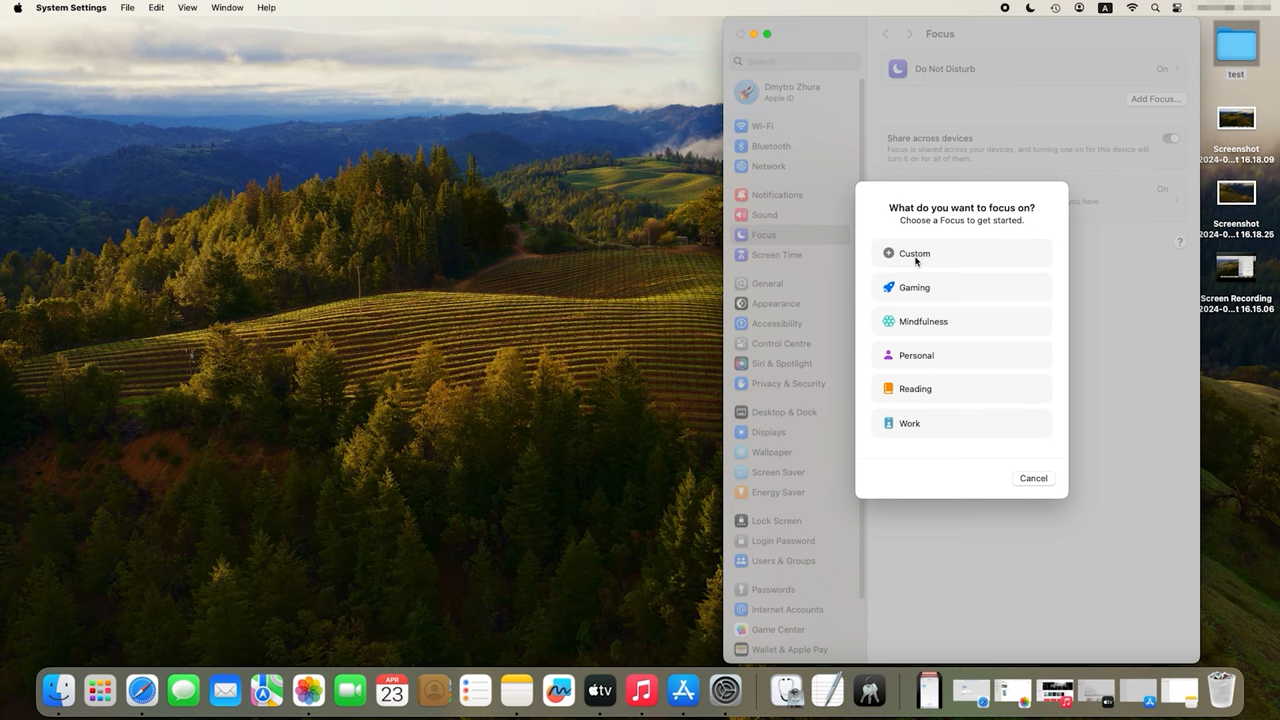 System Settings File Edit View Window Help
A
Focus
Search
Dmytro Zhura
Apple ID
Wi-Fi
Bluetooth
Network
Notifications
Sound
Focus
Screen Time
General
Appearance
Accessibility
Control Centre
Siri & Spotlight
Privacy & Security
Desktop & Dock
Displays
Wallpaper
Screen Saver
Energy Saver
Lock Screen
Login Password
Users & Groups
Passwords
Internet Accounts
Game Center
Wallet & Apple Pay
Do Not Disturb On
Add Focus...
Share across devices
Focus is shared across your devices, and turning one on for this device will
turn it on for all of them.
On
you have
?
What do you want to focus on?
Choose a Focus to get started.
Custom
Gaming
Mindfulness
Personal
Reading
Work
Cancel
test
Screenshot
2024-0...t 16.18.09
Screenshot
2024-0...t 16.18.25
Screen Recording
2024-0...t 16.15.06
APR
23
tv